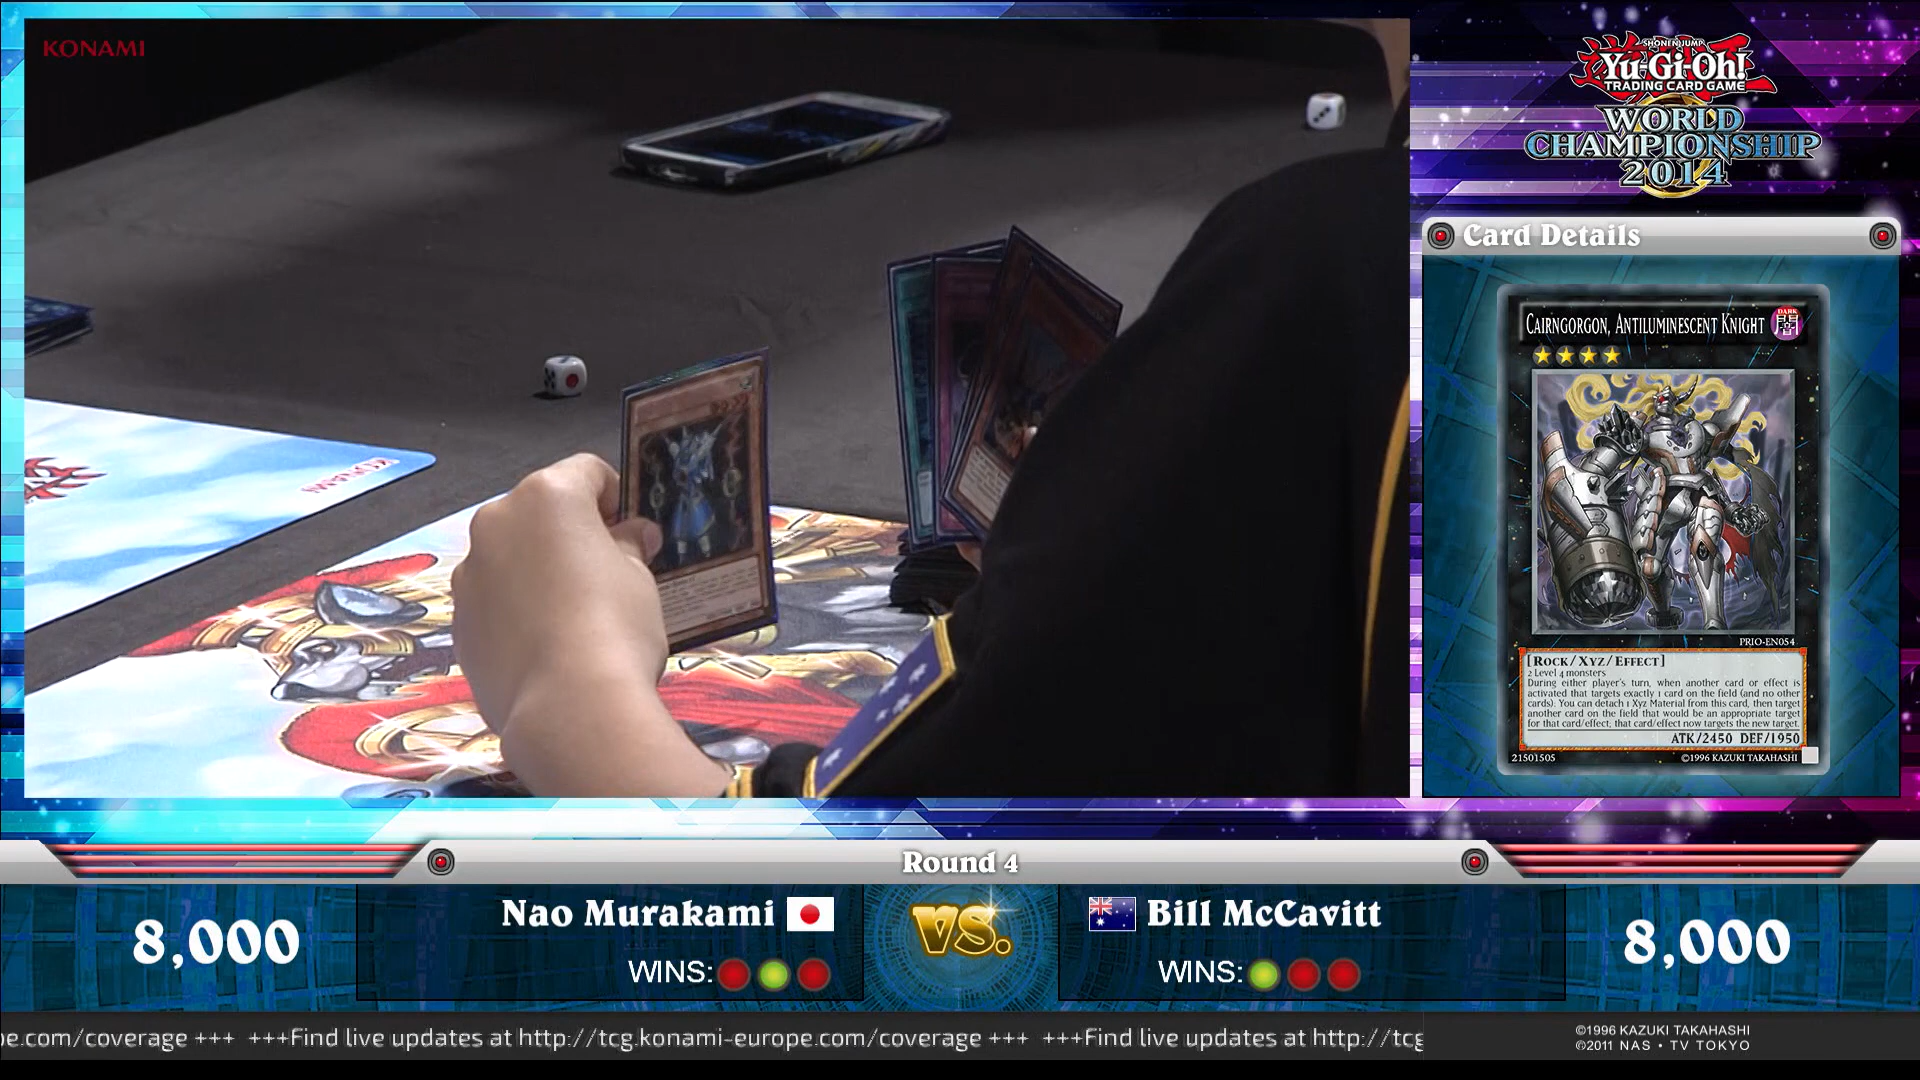 KONAMI
SHONEN JUMP
Yu-Gi-Oh!
TRADING CARD GAME
WORLD
CHAMPIONSHIP
2014
Card Details
CAIRNGORGON, ANTILUMINESCENT KNIGHT
DARK
闇
PRIO-EN054
[ROCK/XYZ/EFFECT]
2 Level 4 monsters
During either player's turn, when another card or effect is
activated that targets exactly 1 card on the field (and no other
cards): You can detach 1 Xyz Material from this card, then target
another card on the field that would be an appropriate target
for that card/effect; that card/effect now targets the new target.
ATK/2450 DEF/1950
21501505
©1996 KAZUKI TAKAHASHI
KONAMI
Round 4
8,000
Nao Murakami
VS.
Bill McCavitt
8,000
WINS:
WINS:
pe.com/coverage +++ +++Find live updates at http://tcg.konami-europe.com/coverage +++ +++Find live updates at http://tcg
©1996 KAZUKI TAKAHASHI
©2011 NAS • TV TOKYO